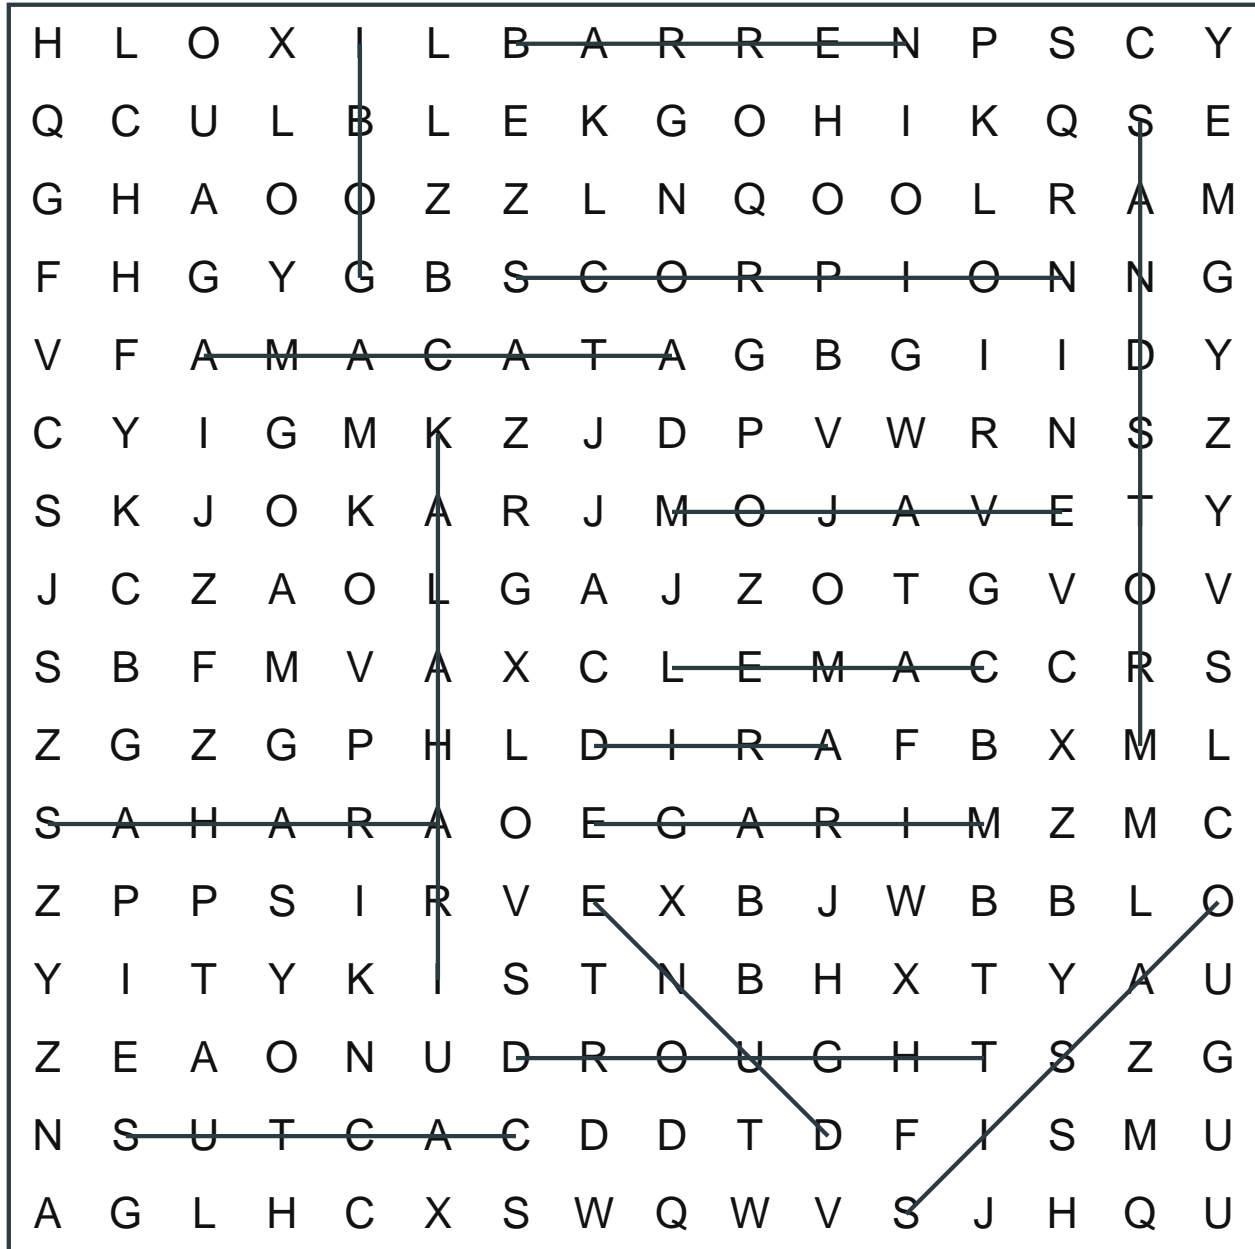 H L O X I L B A R R E N P S C Y
Q C U L B L E K G O H I K Q S E
G H A O O Z Z L N Q O O L R A M
F H G Y G B S C O R P I O N N G
V F A M A C A T A G B G I I D Y
C Y I G M K Z J D P V W R N S Z
S K J O K A R J M O J A V E T Y
J C Z A O L G A J Z O T G V O V
S B F M V A X C L E M A C C R S
Z G Z G P H L D I R A F B X M L
S A H A R A O E G A R I M Z M C
Z P P S I R V E X B J W B B L O
Y I T Y K I S T N B H X T Y A U
Z E A O N U D R O U G H T S Z G
N S U T C A C D D T D F I S M U
A G L H C X S W Q W V S J H Q U